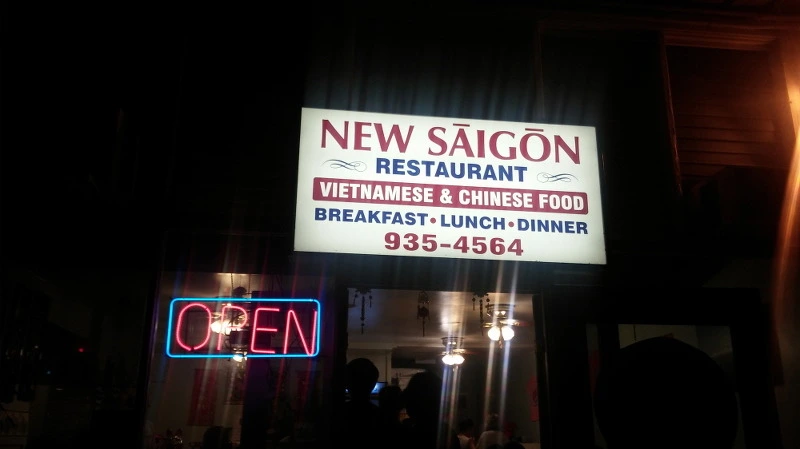 NEW SĀIGŌN
RESTAURANT
VIETNAMESE & CHINESE FOOD
BREAKFAST • LUNCH • DINNER
935-4564
OPEN